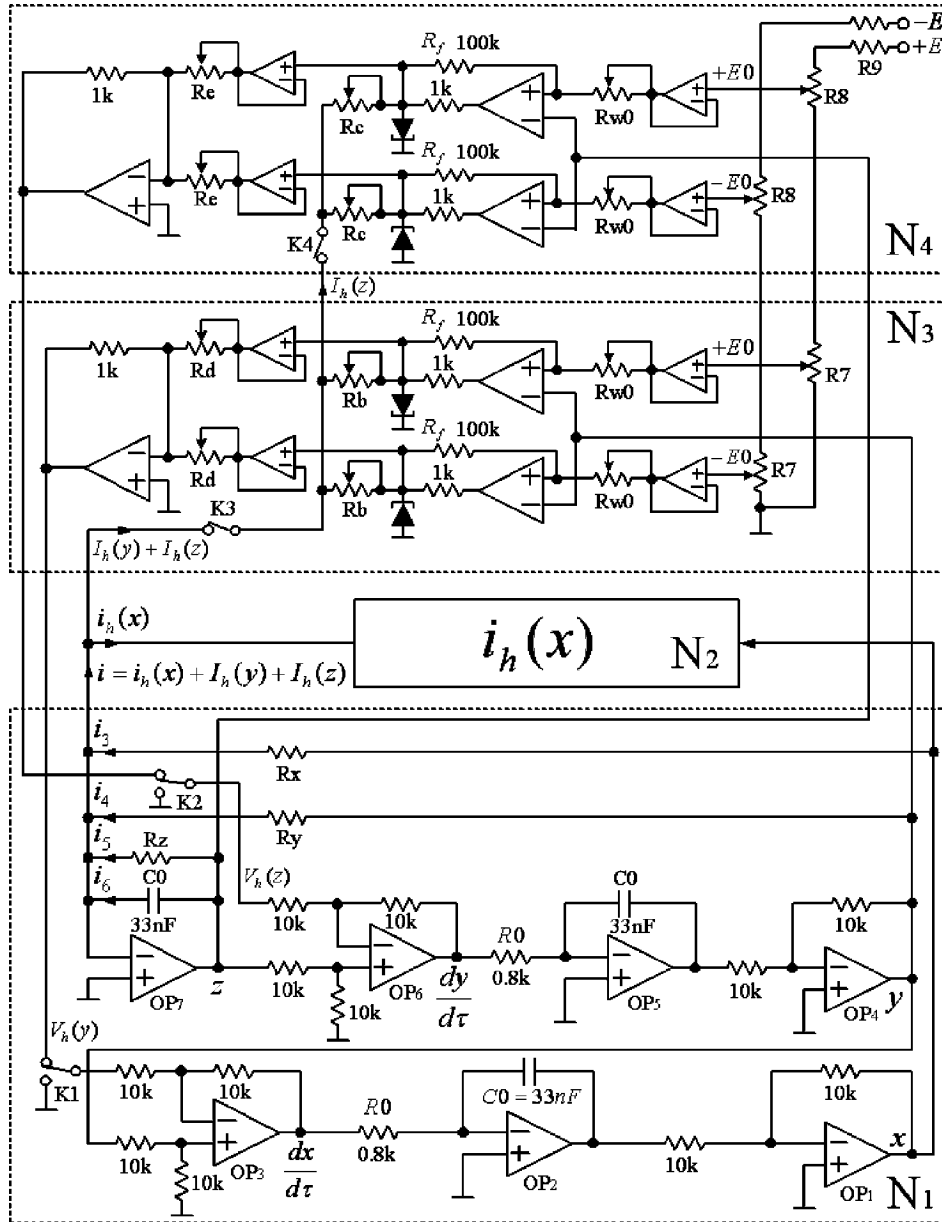 −E
+E
R9
1k
Re
Rc
R_f 100k
1k
Rw0
+E0
R8
Re
Rc
R_f 100k
1k
Rw0
−E0
R8
K4
N4
I_h(z)
N3
1k
Rd
Rb
R_f 100k
1k
Rw0
+E0
R7
Rd
Rb
R_f 100k
1k
Rw0
−E0
R7
K3
I_h(y)+I_h(z)
i_h(x)
i_h(x)
N2
i=i_h(x)+I_h(y)+I_h(z)
i_3
Rx
K2
i_4
Ry
i_5
Rz
i_6
C0
33nF
V_h(z)
10k
10k
R0
0.8k
C0
33nF
10k
10k
OP7
z
10k
10k
OP6
dy
dτ
OP5
OP4
y
V_h(y)
K1
10k
10k
10k
10k
OP3
dx
dτ
R0
0.8k
C0=33nF
OP2
10k
10k
OP1
x
N1